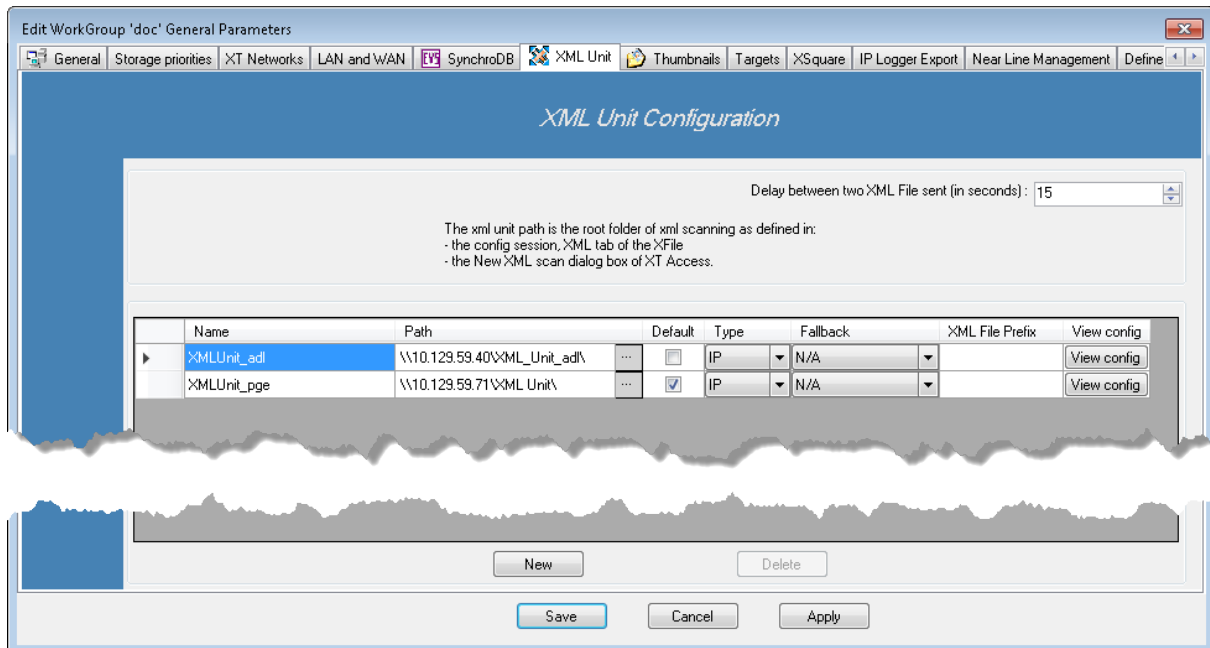 Edit WorkGroup 'doc' General Parameters
General Storage priorities XT Networks LAN and WAN EVS SynchroDB XML Unit Thumbnails Targets XSquare IP Logger Export Near Line Management Define
XML Unit Configuration
Delay between two XML File sent (in seconds) : 15
The xml unit path is the root folder of xml scanning as defined in:
- the config session, XML tab of the XFile
- the New XML scan dialog box of XT Access.
Name Path Default Type Fallback XML File Prefix View config
XMLUnit_adl \\10.129.59.40\XML_Unit_adl\ ... IP N/A View config
XMLUnit_pge \\10.129.59.71\XML Unit\ ... IP N/A View config
New Delete
Save Cancel Apply